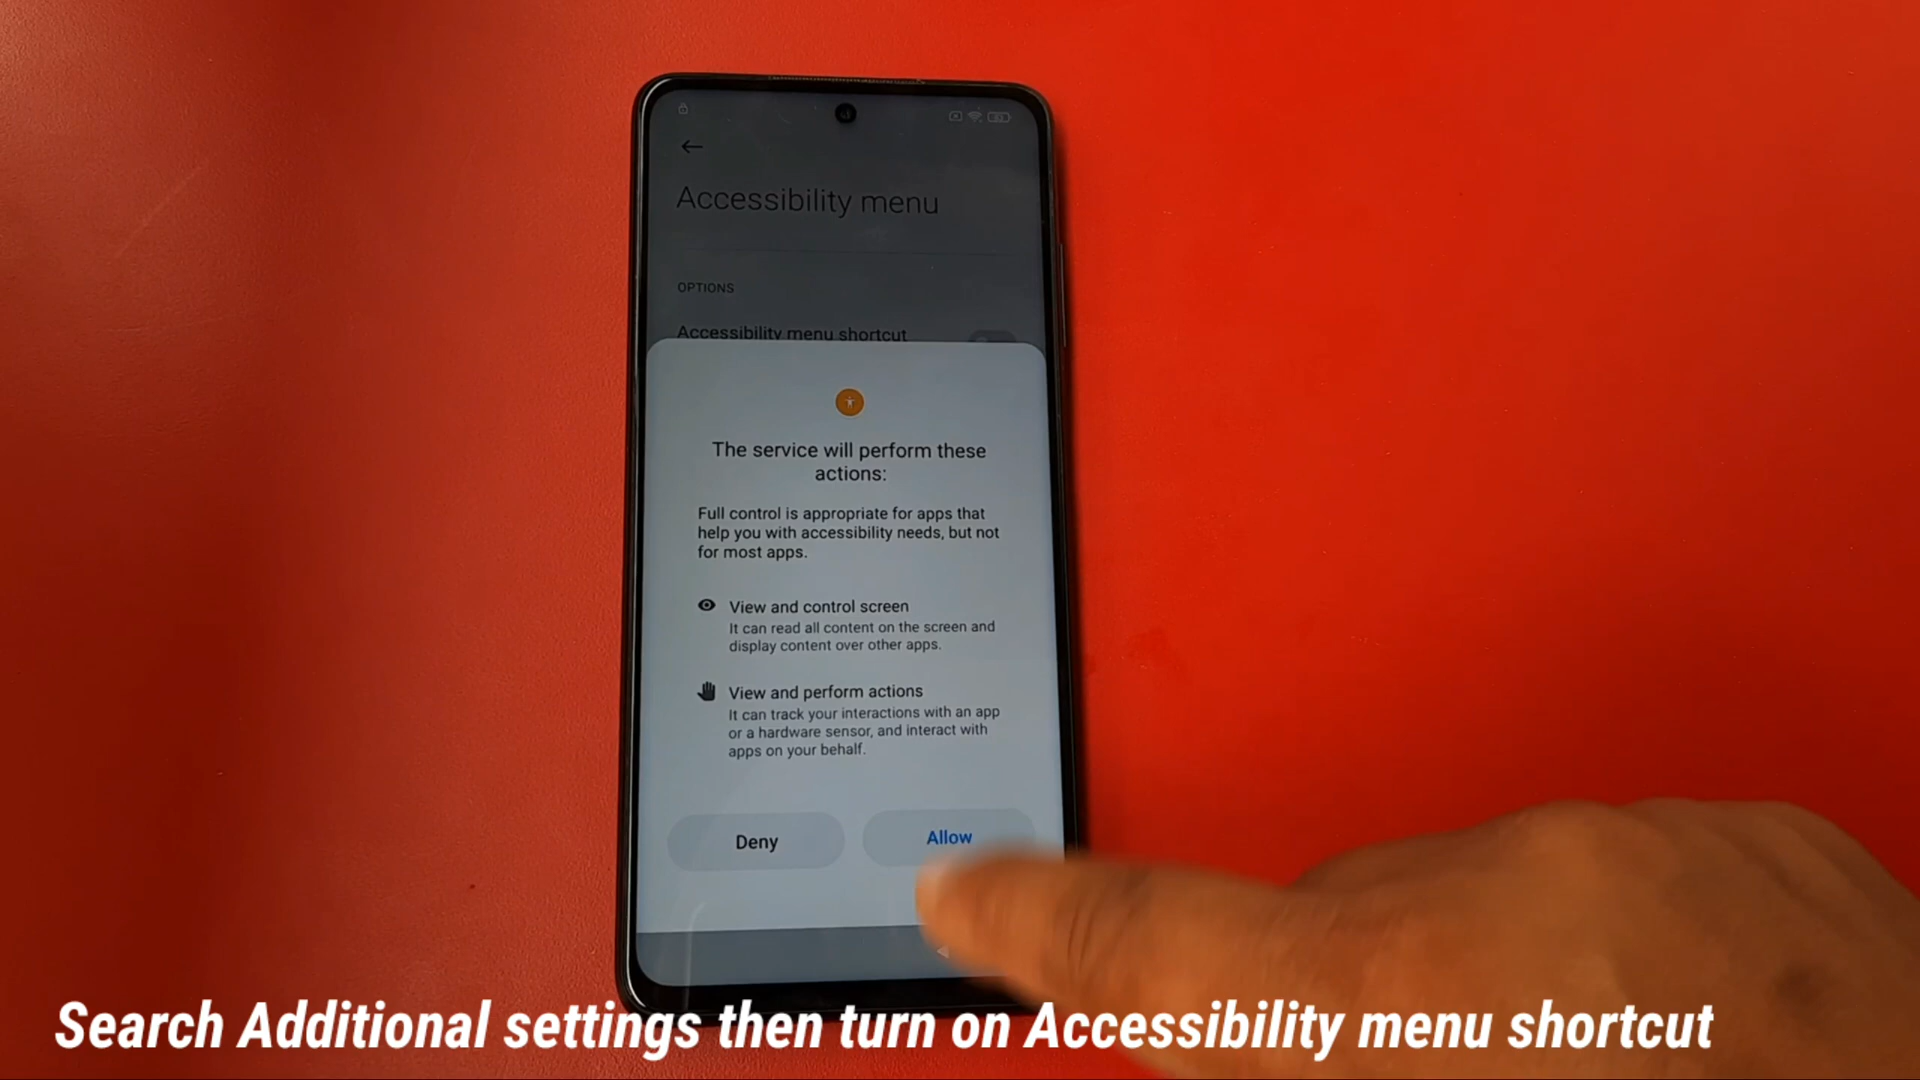 Accessibility menu
OPTIONS
Accessibility menu shortcut
The service will perform these
actions:
Full control is appropriate for apps that
help you with accessibility needs, but not
for most apps.
View and control screen
It can read all content on the screen and
display content over other apps.
View and perform actions
It can track your interactions with an app
or a hardware sensor, and interact with
apps on your behalf.
Deny
Allow
Search Additional settings then turn on Accessibility menu shortcut